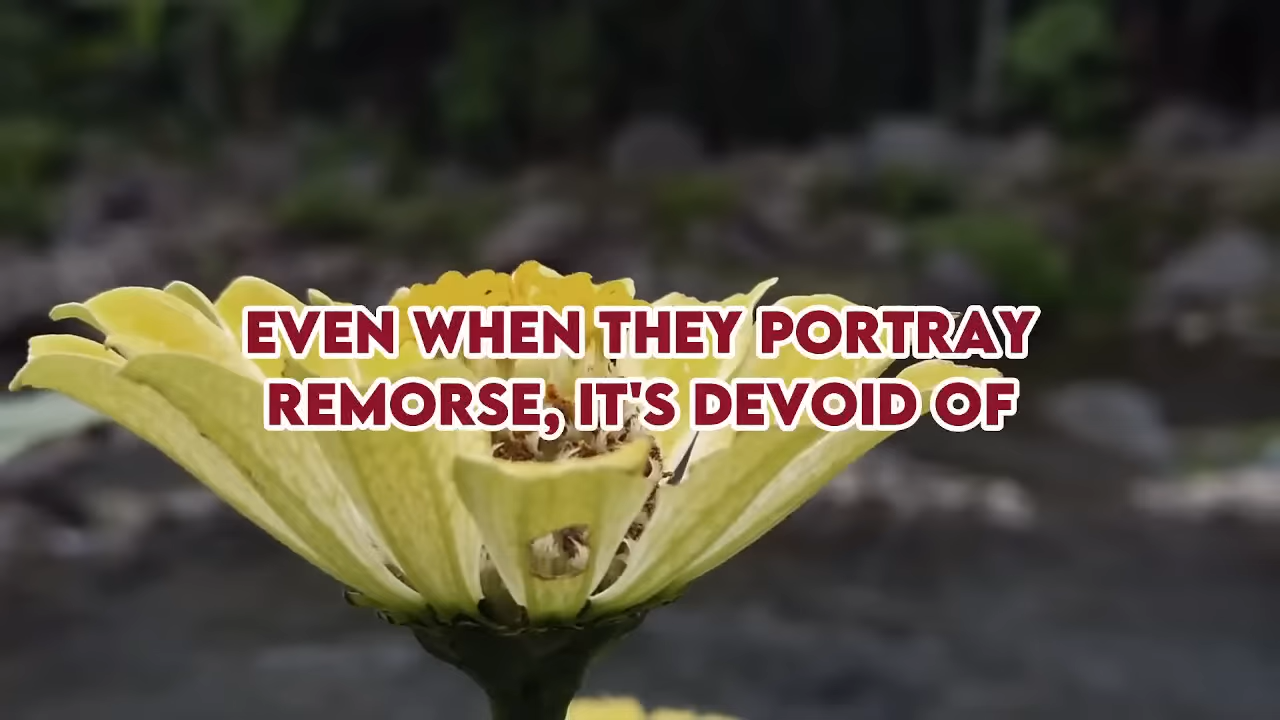 EVEN WHEN THEY PORTRAY
REMORSE, IT'S DEVOID OF